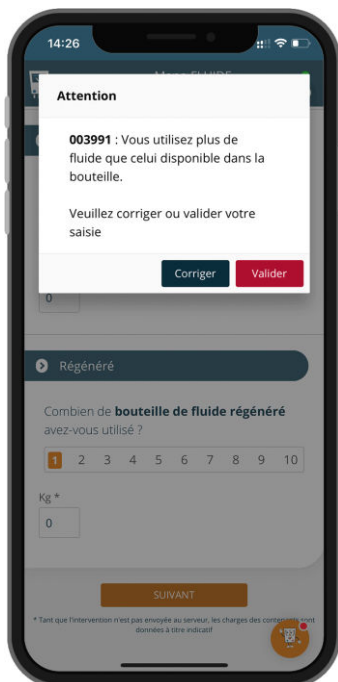 14:26
FLUIDE
Attention
003991 : Vous utilisez plus de
fluide que celui disponible dans la
bouteille.
Veuillez corriger ou valider votre
saisie
Corriger Valider
0
Régénéré
Combien de bouteille de fluide régénéré
avez-vous utilisé ?
1 2 3 4 5 6 7 8 9 10
Kg *
0
SUIVANT
* Tant que l'intervention n'est pas envoyée au serveur, les charges des contenants sont
données à titre indicatif